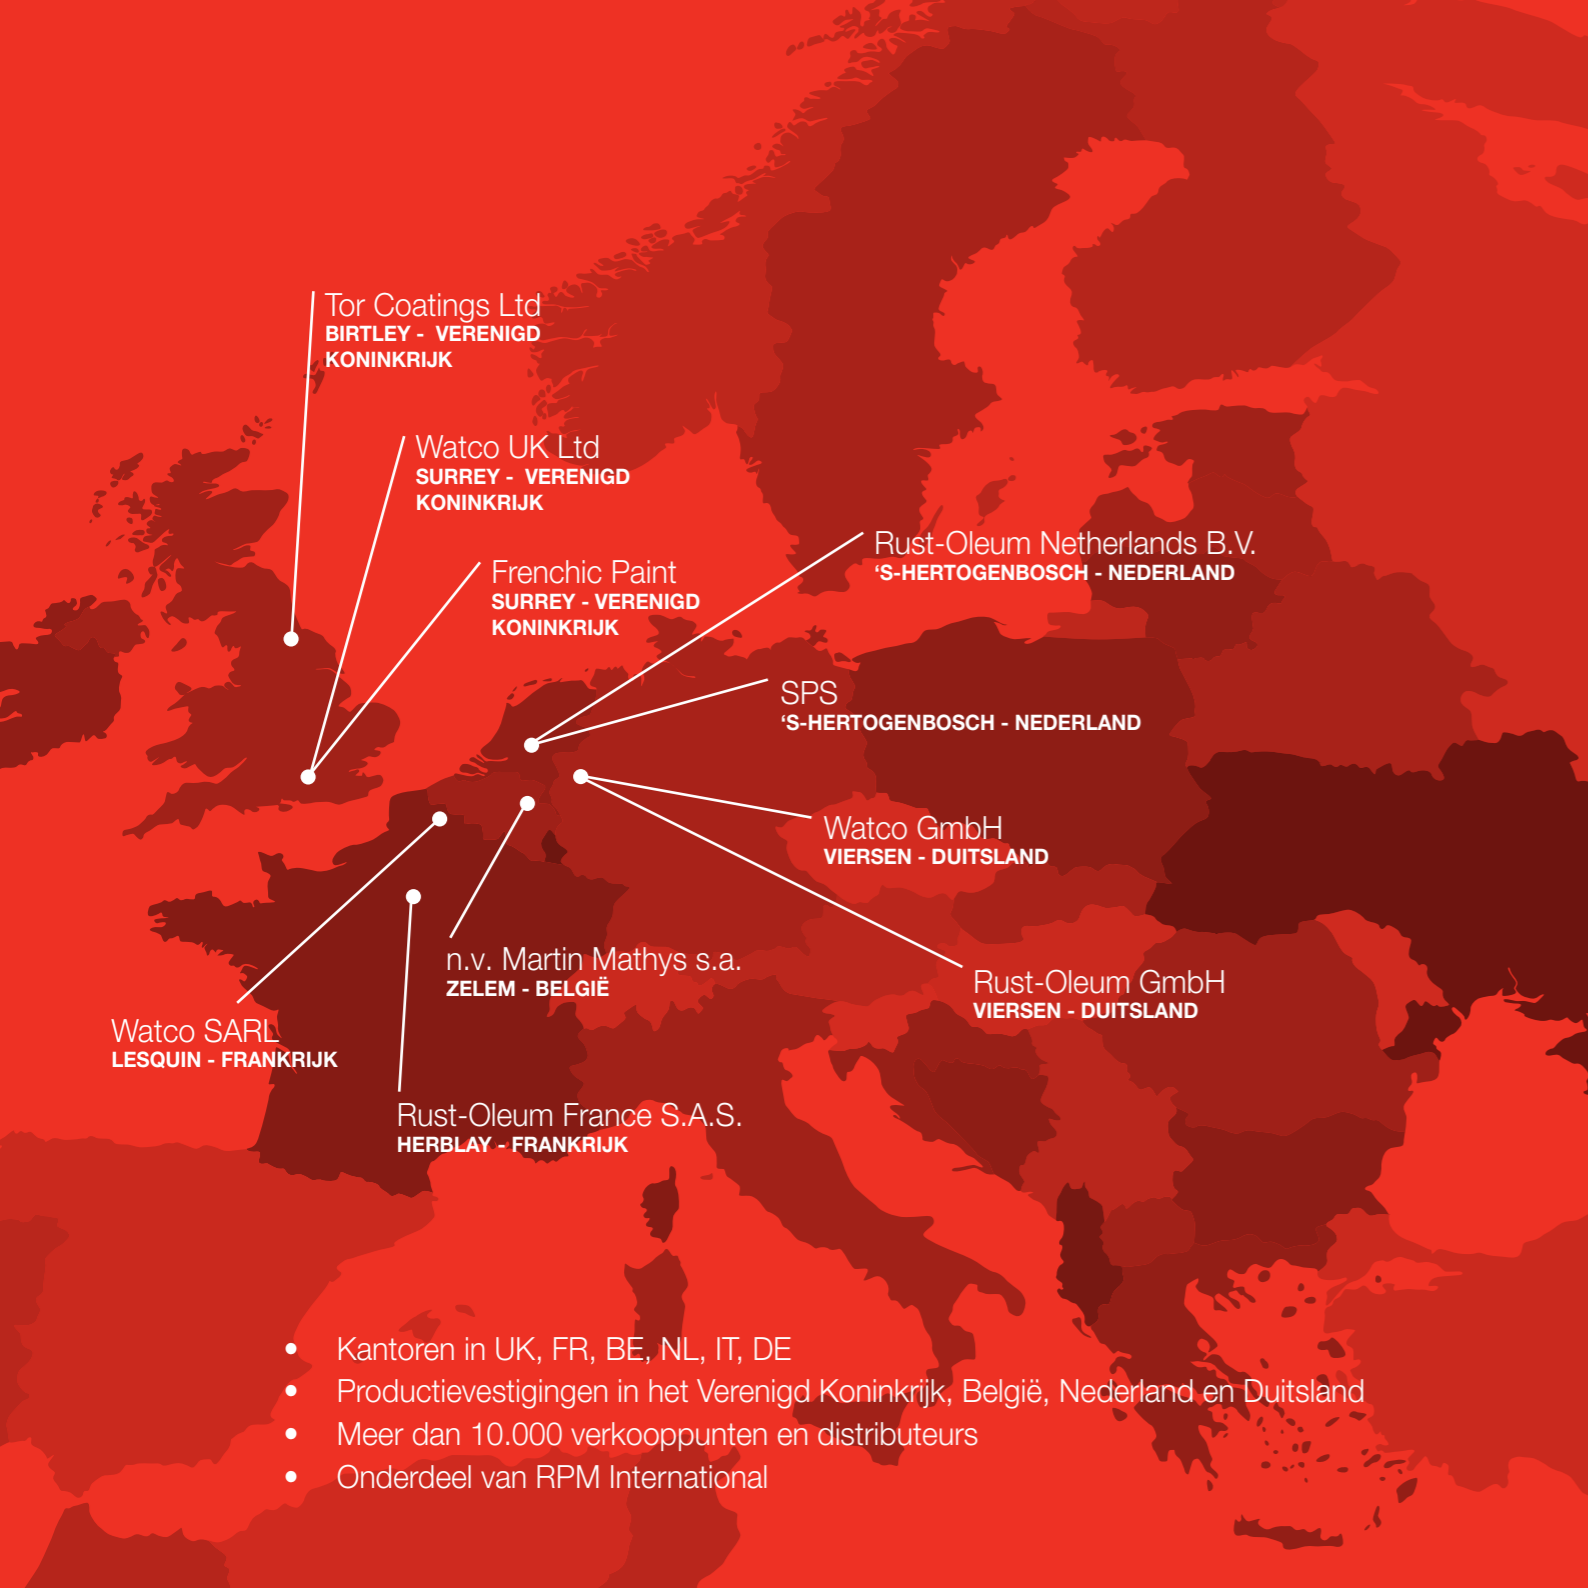 Tor Coatings Ltd
BIRTLEY - VERENIGD
KONINKRIJK
Watco UK Ltd
SURREY - VERENIGD
KONINKRIJK
Rust-Oleum Netherlands B.V.
‘S-HERTOGENBOSCH - NEDERLAND
Frenchic Paint
SURREY - VERENIGD
KONINKRIJK
SPS
‘S-HERTOGENBOSCH - NEDERLAND
Watco GmbH
VIERSEN - DUITSLAND
n.v. Martin Mathys s.a.
ZELEM - BELGIË
Rust-Oleum GmbH
VIERSEN - DUITSLAND
Watco SARL
LESQUIN - FRANKRIJK
Rust-Oleum France S.A.S.
HERBLAY - FRANKRIJK
• Kantoren in UK, FR, BE, NL, IT, DE
• Productievestigingen in het Verenigd Koninkrijk, België, Nederland en Duitsland
• Meer dan 10.000 verkooppunten en distributeurs
• Onderdeel van RPM International